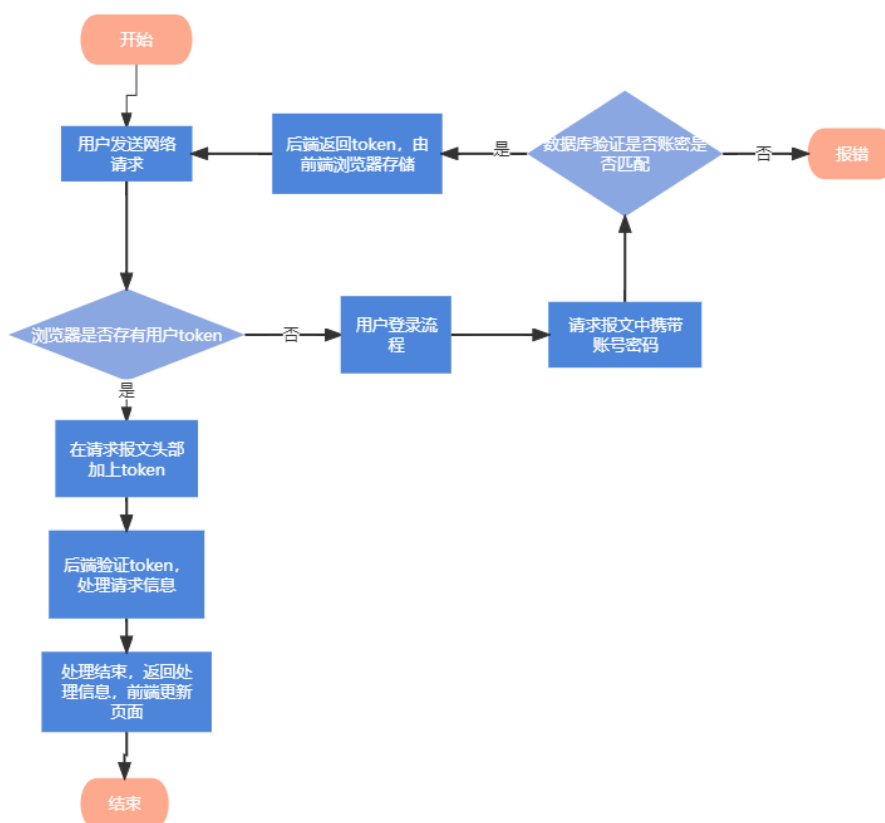 开始
用户发送网络
请求
后端返回token，由
前端浏览器存储
是
数据库验证是否账密是
否匹配
否
报错
浏览器是否存有用户token
否
用户登录流
程
请求报文中携带
账号密码
是
在请求报文头部
加上token
后端验证token，
处理请求信息
处理结束，返回处
理信息，前端更新
页面
结束